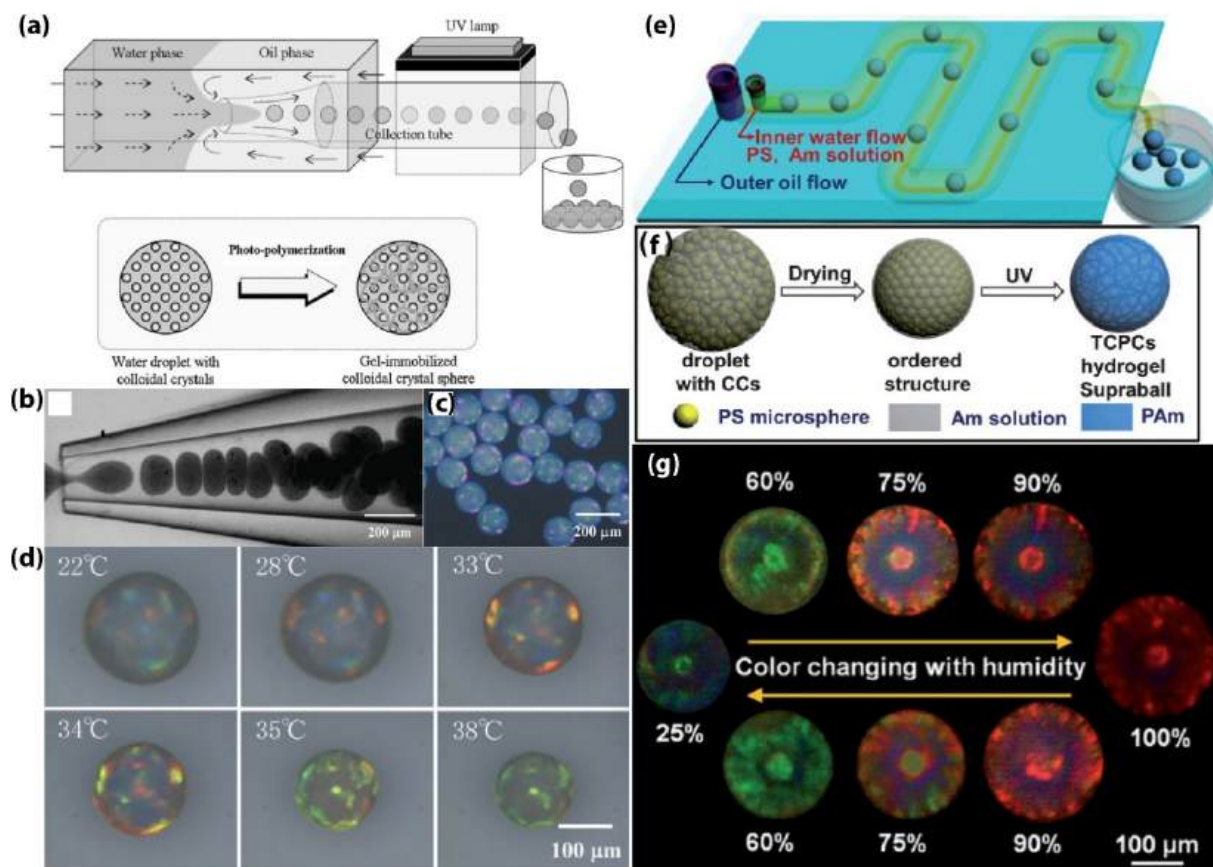 (a)
UV lamp
Water phase
Oil phase
Collection tube
Photo-polymerization
Water droplet with
colloidal crystals
Gel-immobilized
colloidal crystal sphere
(b)
200 μm
(c)
200 μm
(d)
22℃
28℃
33℃
34℃
35℃
38℃
100 μm
(e)
Inner water flow
PS, Am solution
Outer oil flow
(f)
Drying
UV
droplet
with CCs
ordered
structure
TCPCs
hydrogel
Supraball
PS microsphere
Am solution
PAm
(g)
60%
75%
90%
Color changing with humidity
25%
100%
60%
75%
90%
100 μm